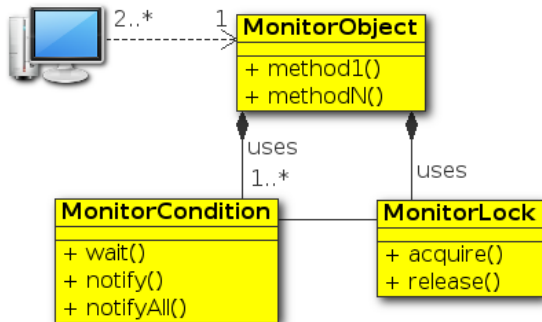 2..*
1
MonitorObject
+ method1()
+ methodN()
uses
1..*
uses
MonitorCondition
+ wait()
+ notify()
+ notifyAll()
MonitorLock
+ acquire()
+ release()